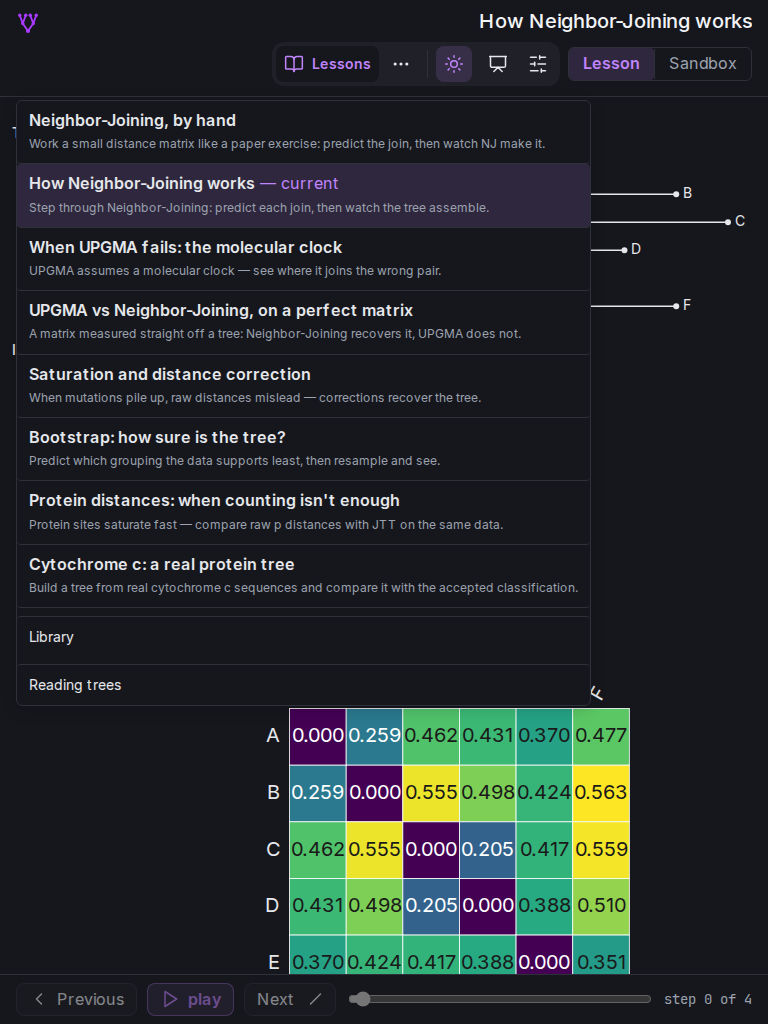 How Neighbor-Joining works
Lessons
Lesson
Sandbox
Neighbor-Joining, by hand
Work a small distance matrix like a paper exercise: predict the join, then watch NJ make it.
How Neighbor-Joining works — current
Step through Neighbor-Joining: predict each join, then watch the tree assemble.
When UPGMA fails: the molecular clock
UPGMA assumes a molecular clock — see where it joins the wrong pair.
UPGMA vs Neighbor-Joining, on a perfect matrix
A matrix measured straight off a tree: Neighbor-Joining recovers it, UPGMA does not.
Saturation and distance correction
When mutations pile up, raw distances mislead — corrections recover the tree.
Bootstrap: how sure is the tree?
Predict which grouping the data supports least, then resample and see.
Protein distances: when counting isn't enough
Protein sites saturate fast — compare raw p distances with JTT on the same data.
Cytochrome c: a real protein tree
Build a tree from real cytochrome c sequences and compare it with the accepted classification.
Library
Reading trees
B
C
D
F
F
A 0.000 0.259 0.462 0.431 0.370 0.477
B 0.259 0.000 0.555 0.498 0.424 0.563
C 0.462 0.555 0.000 0.205 0.417 0.559
D 0.431 0.498 0.205 0.000 0.388 0.510
E 0.370 0.424 0.417 0.388 0.000 0.351
Previous
play
Next
step 0 of 4